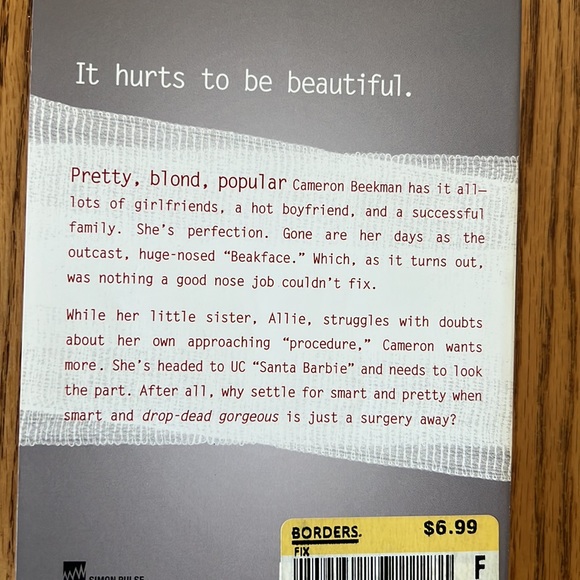 It hurts to be beautiful.
Pretty, blond, popular Cameron Beekman has it all—
lots of girlfriends, a hot boyfriend, and a successful
family. She's perfection. Gone are her days as the
outcast, huge-nosed “Beakface.” Which, as it turns out,
was nothing a good nose job couldn't fix.
While her little sister, Allie, struggles with doubts
about her own approaching “procedure,” Cameron wants
more. She's headed to UC “Santa Barbie” and needs to look
the part. After all, why settle for smart and pretty when
smart and drop-dead gorgeous is just a surgery away?
BORDERS. $6.99
FIX
F
SIMON PULSE